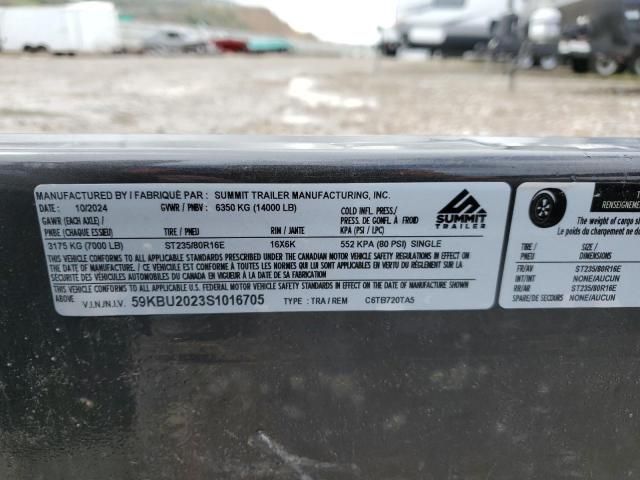 MANUFACTURED BY / FABRIQUÉ PAR : SUMMIT TRAILER MANUFACTURING, INC.
DATE : 10/2024 GVWR / PNBV : 6350 KG (14000 LB) COLD INFL. PRESS/
GAWR (EACH AXLE) / TIRE / PNEU RIM / JANTE PRESS. DE GONFL. A FROID
PNBE (CHAQUE ESSIEU) KPA (PSI / LPC)
3175 KG (7000 LB) ST235/80R16E 16X6K 552 KPA (80 PSI) SINGLE
THIS VEHICLE CONFORMS TO ALL APPLICABLE STANDARDS PRESCRIBED UNDER THE CANADIAN MOTOR VEHICLE SAFETY
REGULATIONS IN EFFECT ON THE DATE OF MANUFACTURE / CE VÉHICULE EST CONFORME À TOUTES LES NORMES QUI
LUI SONT APPLICABLES EN VERTU DU RÈGLEMENT SUR LA SÉCURITÉ DES VÉHICULES
AUTOMOBILES DU CANADA EN VIGUEUR À LA DATE DE SA FABRICATION
THIS VEHICLE CONFORMS TO ALL APPLICABLE U.S. FEDERAL MOTOR VEHICLE SAFETY STANDARDS IN EFFECT ON THE DATE OF MANUFACTURE SHOWN
ABOVE V.I.N./N.I.V. 59KBU2023S1016705 TYPE : TRA / REM C6TB720TA5
SUMMIT
TRAILER
RENSEIGNEMEN
The weight of cargo sh
Le poids du charge
TIRE
PNEU DIMENSIONS
FR/AV ST235/80R16E
INT/INT NONE/AUCUN
RR/AR ST235/80R16E
SPARE/DE SECOURS NONE/AUCUN